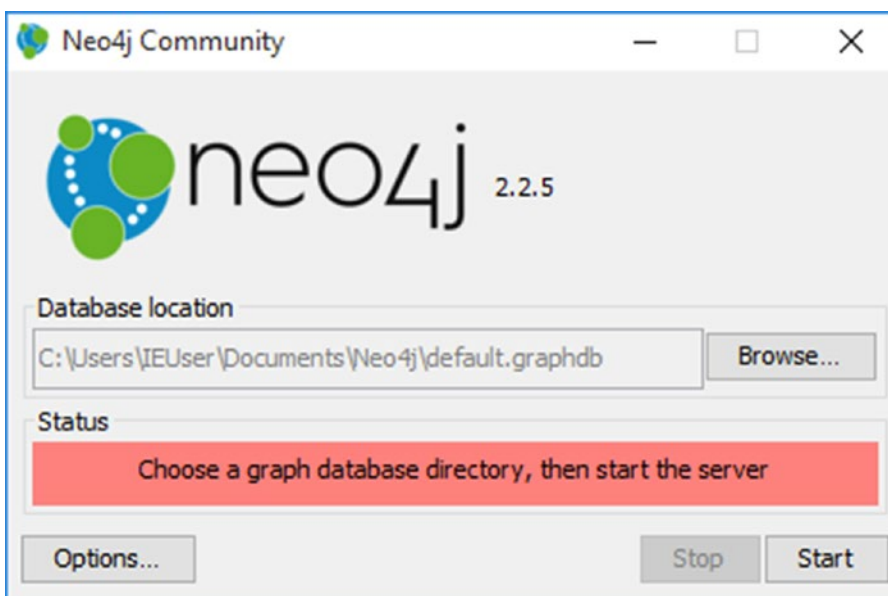 Neo4j Community
neo4j 2.2.5
Database location
C:\Users\IEUser\Documents\Neo4j\default.graphdb
Browse...
Status
Choose a graph database directory, then start the server
Options...
Stop
Start